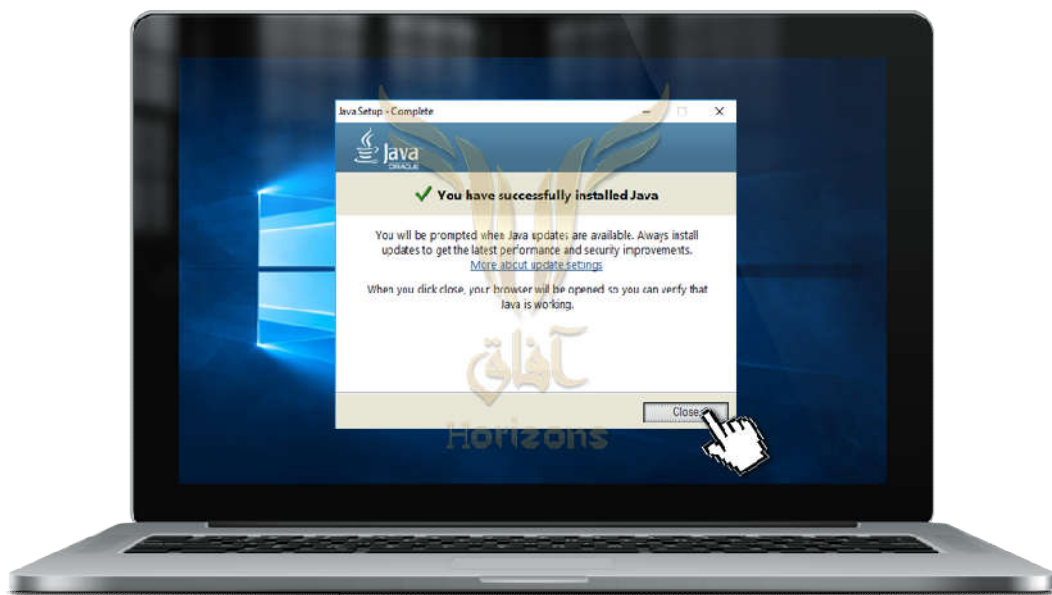 Java Setup - Complete
Java
ORACLE
You have successfully installed Java
You will be prompted when Java updates are available. Always install
updates to get the latest performance and security improvements.
More about update settings
When you click close, your browser will be opened so you can verify that
Java is working.
آفاق
Close
Horizons